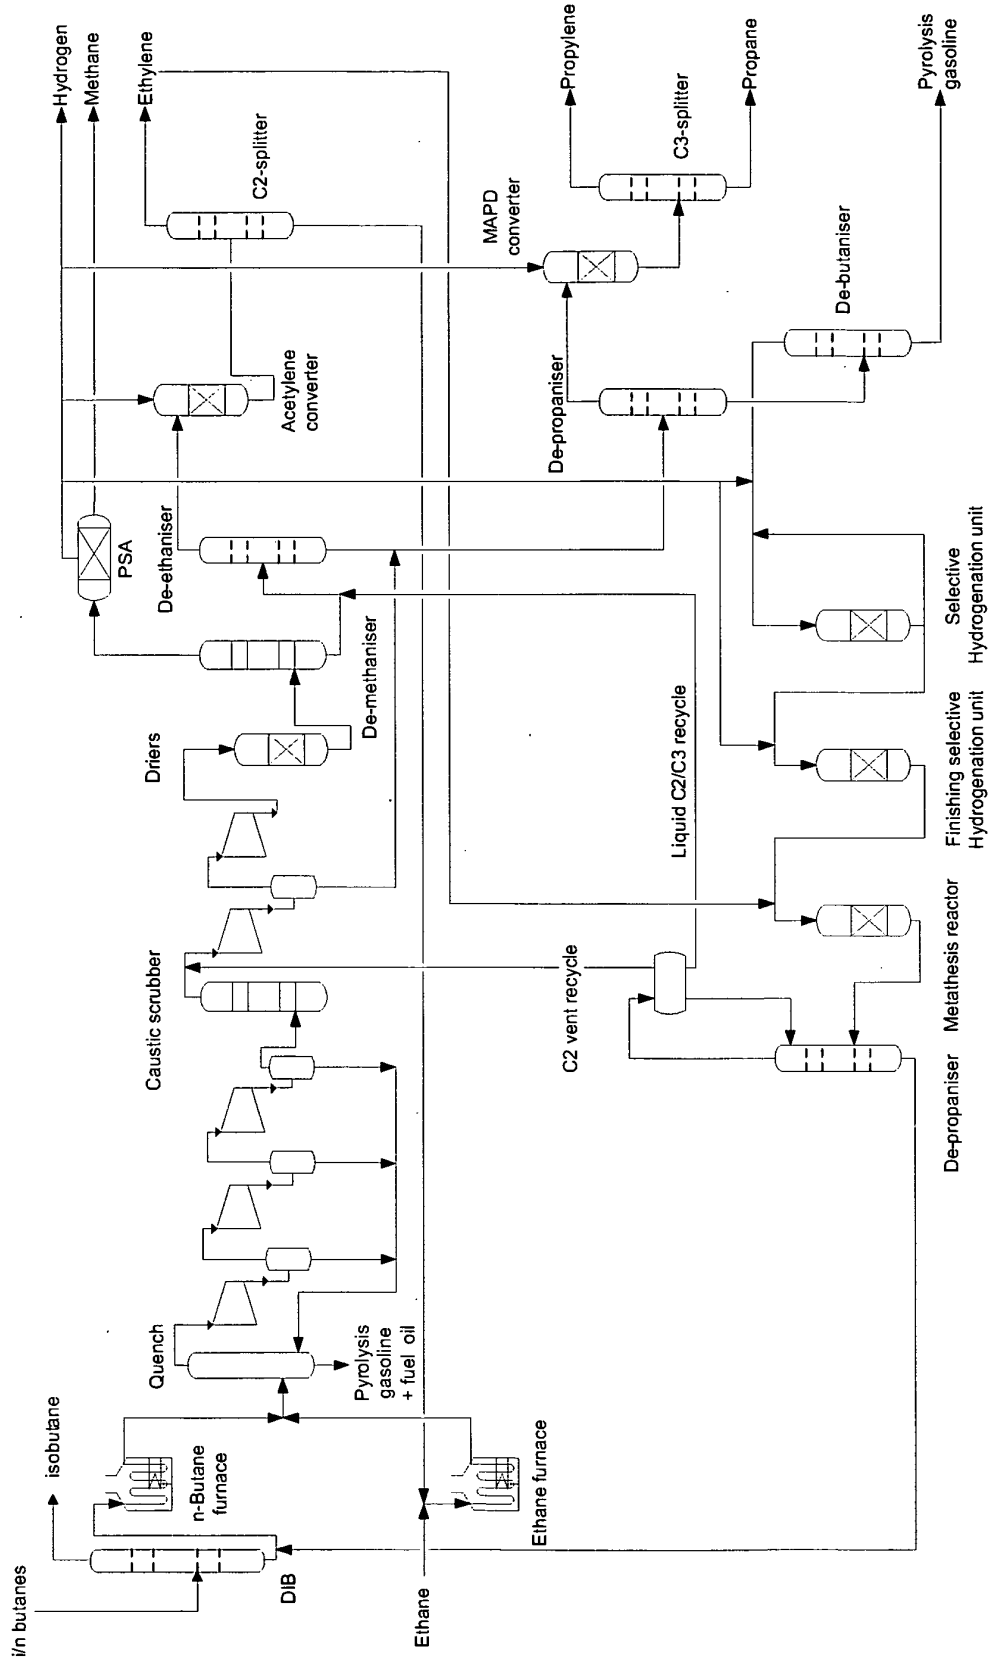 Hydrogen
Methane
Ethylene
C2-splitter
Propylene
Propane
C3-splitter
Pyrolysis
gasoline
MAPD
converter
De-butaniser
Acetylene
converter
De-propaniser
PSA
De-ethaniser
De-methaniser
Driers
Selective
Hydrogenation unit
Liquid C2/C3 recycle
Finishing selective
Hydrogenation unit
Caustic scrubber
C2 vent recycle
Metathesis reactor
De-propaniser
Quench
Pyrolysis
gasoline
+ fuel oil
isobutane
n-Butane
furnace
Ethane furnace
i/n butanes
DIB
Ethane